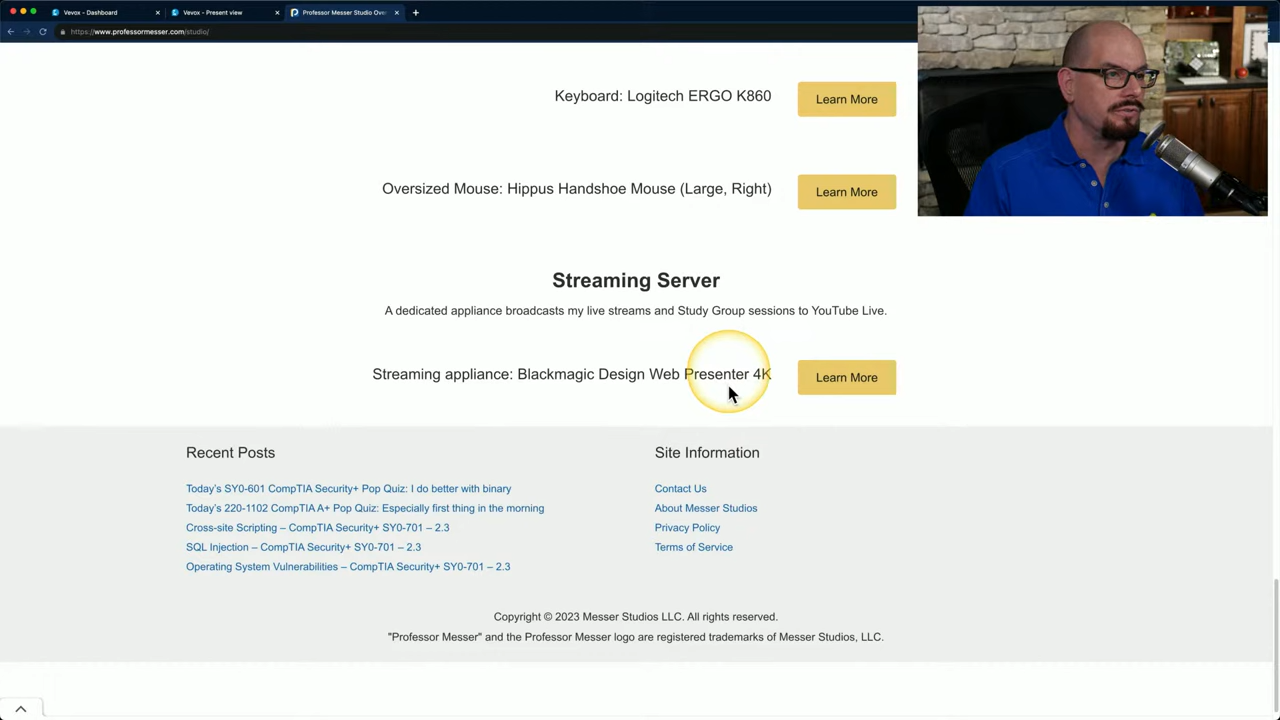 Vevox - Dashboard
Vevox - Present view
Professor Messer Studio Ove
https://www.professormesser.com/studio/
Keyboard: Logitech ERGO K860
Learn More
Oversized Mouse: Hippus Handshoe Mouse (Large, Right)
Learn More
Streaming Server
A dedicated appliance broadcasts my live streams and Study Group sessions to YouTube Live.
Streaming appliance: Blackmagic Design Web Presenter 4K
Learn More
Recent Posts
Today's SY0-601 CompTIA Security+ Pop Quiz: I do better with binary
Today's 220-1102 CompTIA A+ Pop Quiz: Especially first thing in the morning
Cross-site Scripting – CompTIA Security+ SY0-701 – 2.3
SQL Injection – CompTIA Security+ SY0-701 – 2.3
Operating System Vulnerabilities – CompTIA Security+ SY0-701 – 2.3
Site Information
Contact Us
About Messer Studios
Privacy Policy
Terms of Service
Copyright © 2023 Messer Studios LLC. All rights reserved.
"Professor Messer" and the Professor Messer logo are registered trademarks of Messer Studios, LLC.